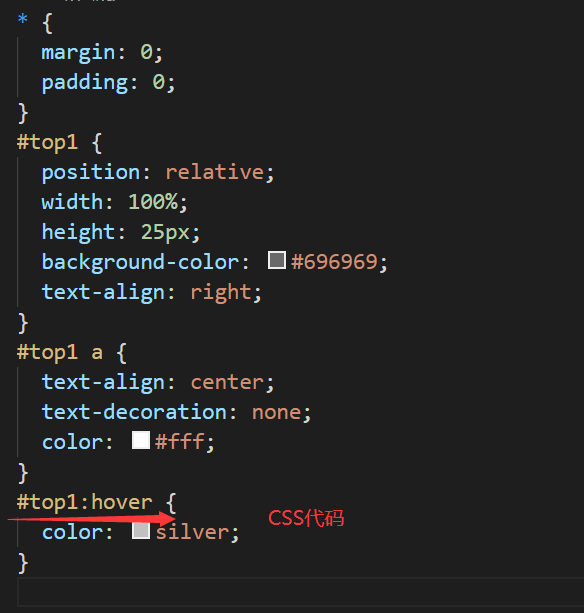 * {
margin: 0;
padding: 0;
}
#top1 {
position: relative;
width: 100%;
height: 25px;
background-color: #696969;
text-align: right;
}
#top1 a {
text-align: center;
text-decoration: none;
color: #fff;
}
#top1:hover {
CSS代码
color: silver;
}